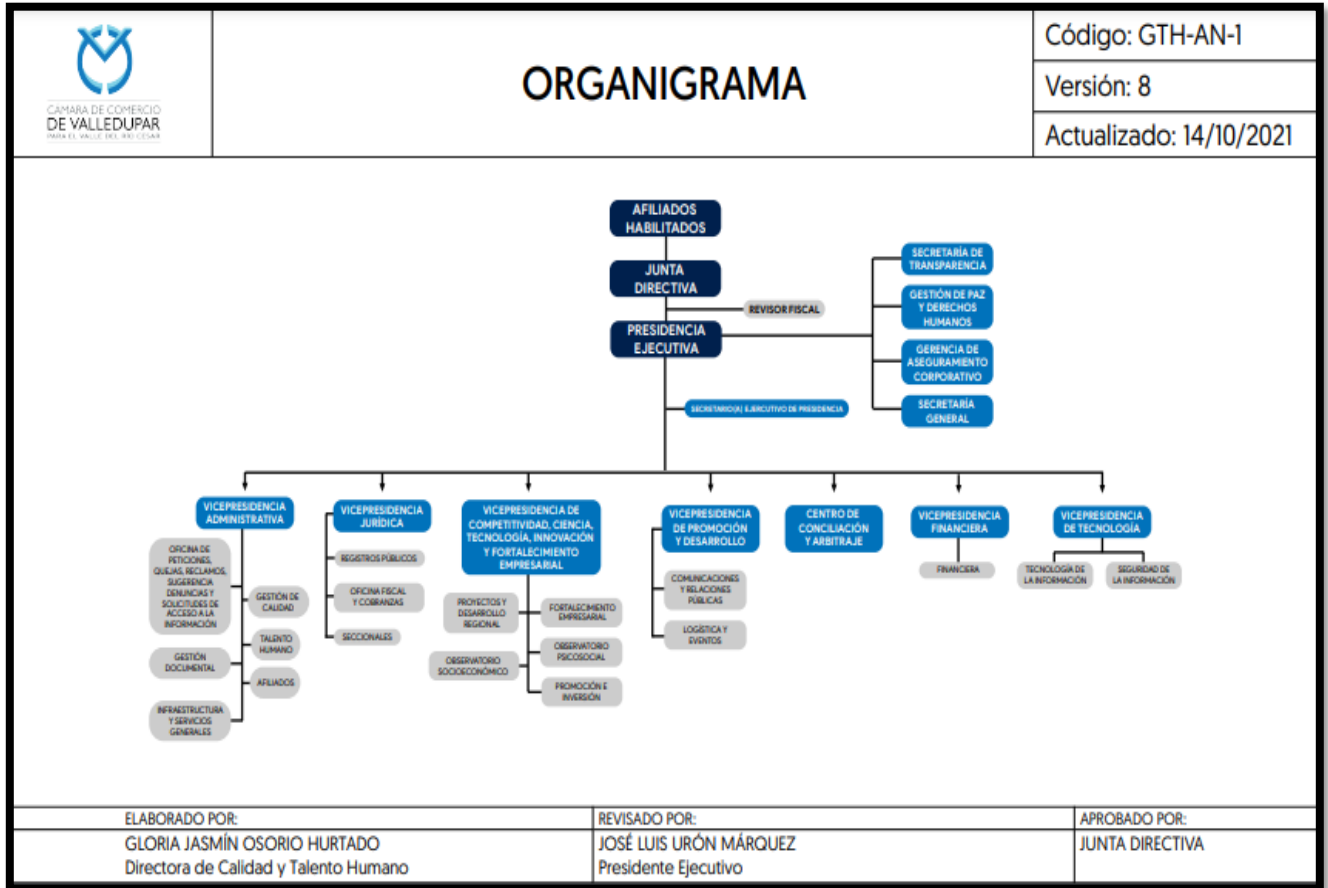 CAMARA DE COMERCIO
DE VALLEDUPAR
PARA EL VALLE DEL RÍO CESAR
ORGANIGRAMA
Código: GTH-AN-1
Versión: 8
Actualizado: 14/10/2021
AFILIADOS
HABILITADOS
JUNTA
DIRECTIVA
REVISOR FISCAL
PRESIDENCIA
EJECUTIVA
SECRETARÍA DE
TRANSPARENCIA
GESTIÓN DE PAZ
Y DERECHOS
HUMANOS
GERENCIA DE
ASEGURAMIENTO
CORPORATIVO
SECRETARÍA
GENERAL
SECRETARIO(A) EJERCUTIVO DE PRESIDENCIA
VICEPRESIDENCIA
ADMINISTRATIVA
OFICINA DE
PETICIONES,
QUEJAS, RECLAMOS,
SUGERENCIA
DENUNCIAS Y
SOLICITUDES DE
ACCESO A LA
INFORMACIÓN
GESTIÓN DE
CALIDAD
TALENTO
HUMANO
GESTIÓN
DOCUMENTAL
AFILIADOS
INFRAESTRUCTURA
Y SERVICIOS
GENERALES
VICEPRESIDENCIA
JURÍDICA
REGISTROS PÚBLICOS
OFICINA FISCAL
Y COBRANZAS
SECCIONALES
VICEPRESIDENCIA DE
COMPETITIVIDAD, CIENCIA,
TECNOLOGÍA, INNOVACIÓN
Y FORTALECIMIENTO
EMPRESARIAL
PROYECTOS Y
DESARROLLO
REGIONAL
FORTALECIMIENTO
EMPRESARIAL
OBSERVATORIO
SOCIOECONÓMICO
OBSERVATORIO
PSICOSOCIAL
PROMOCIÓN E
INVERSIÓN
VICEPRESIDENCIA
DE PROMOCIÓN
Y DESARROLLO
COMUNICACIONES
Y RELACIONES
PÚBLICAS
LOGÍSTICA Y
EVENTOS
CENTRO DE
CONCILIACIÓN
Y ARBITRAJE
VICEPRESIDENCIA
FINANCIERA
FINANCIERA
VICEPRESIDENCIA
DE TECNOLOGÍA
TECNOLOGÍA DE
LA INFORMACIÓN
SEGURIDAD DE
LA INFORMACIÓN
ELABORADO POR:
GLORIA JASMÍN OSORIO HURTADO
Directora de Calidad y Talento Humano
REVISADO POR:
JOSÉ LUIS URÓN MÁRQUEZ
Presidente Ejecutivo
APROBADO POR:
JUNTA DIRECTIVA